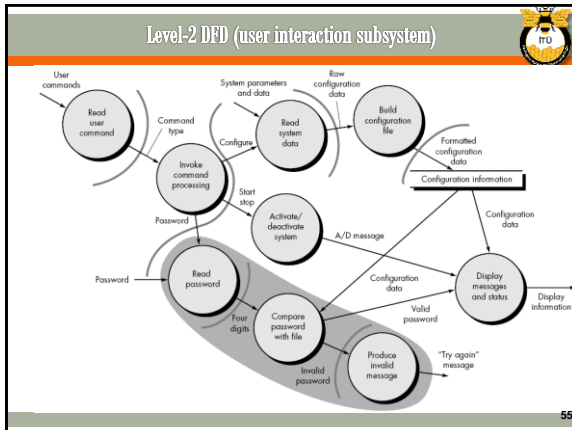 Level-2 DFD (user interaction subsystem)
İTÜ
User
commands
Read
user
command
Command
type
Invoke
command
processing
System parameters
and data
Configure
Read
system
data
Raw
configuration
data
Build
configuration
file
Formatted
configuration
data
Configuration information
Start
stop
Activate/
deactivate
system
A/D message
Configuration
data
Configuration
data
Password
Password
Read
password
Four
digits
Compare
password
with file
Valid
password
Display
messages
and status
Display
information
Invalid
password
Produce
invalid
message
"Try again"
message
55